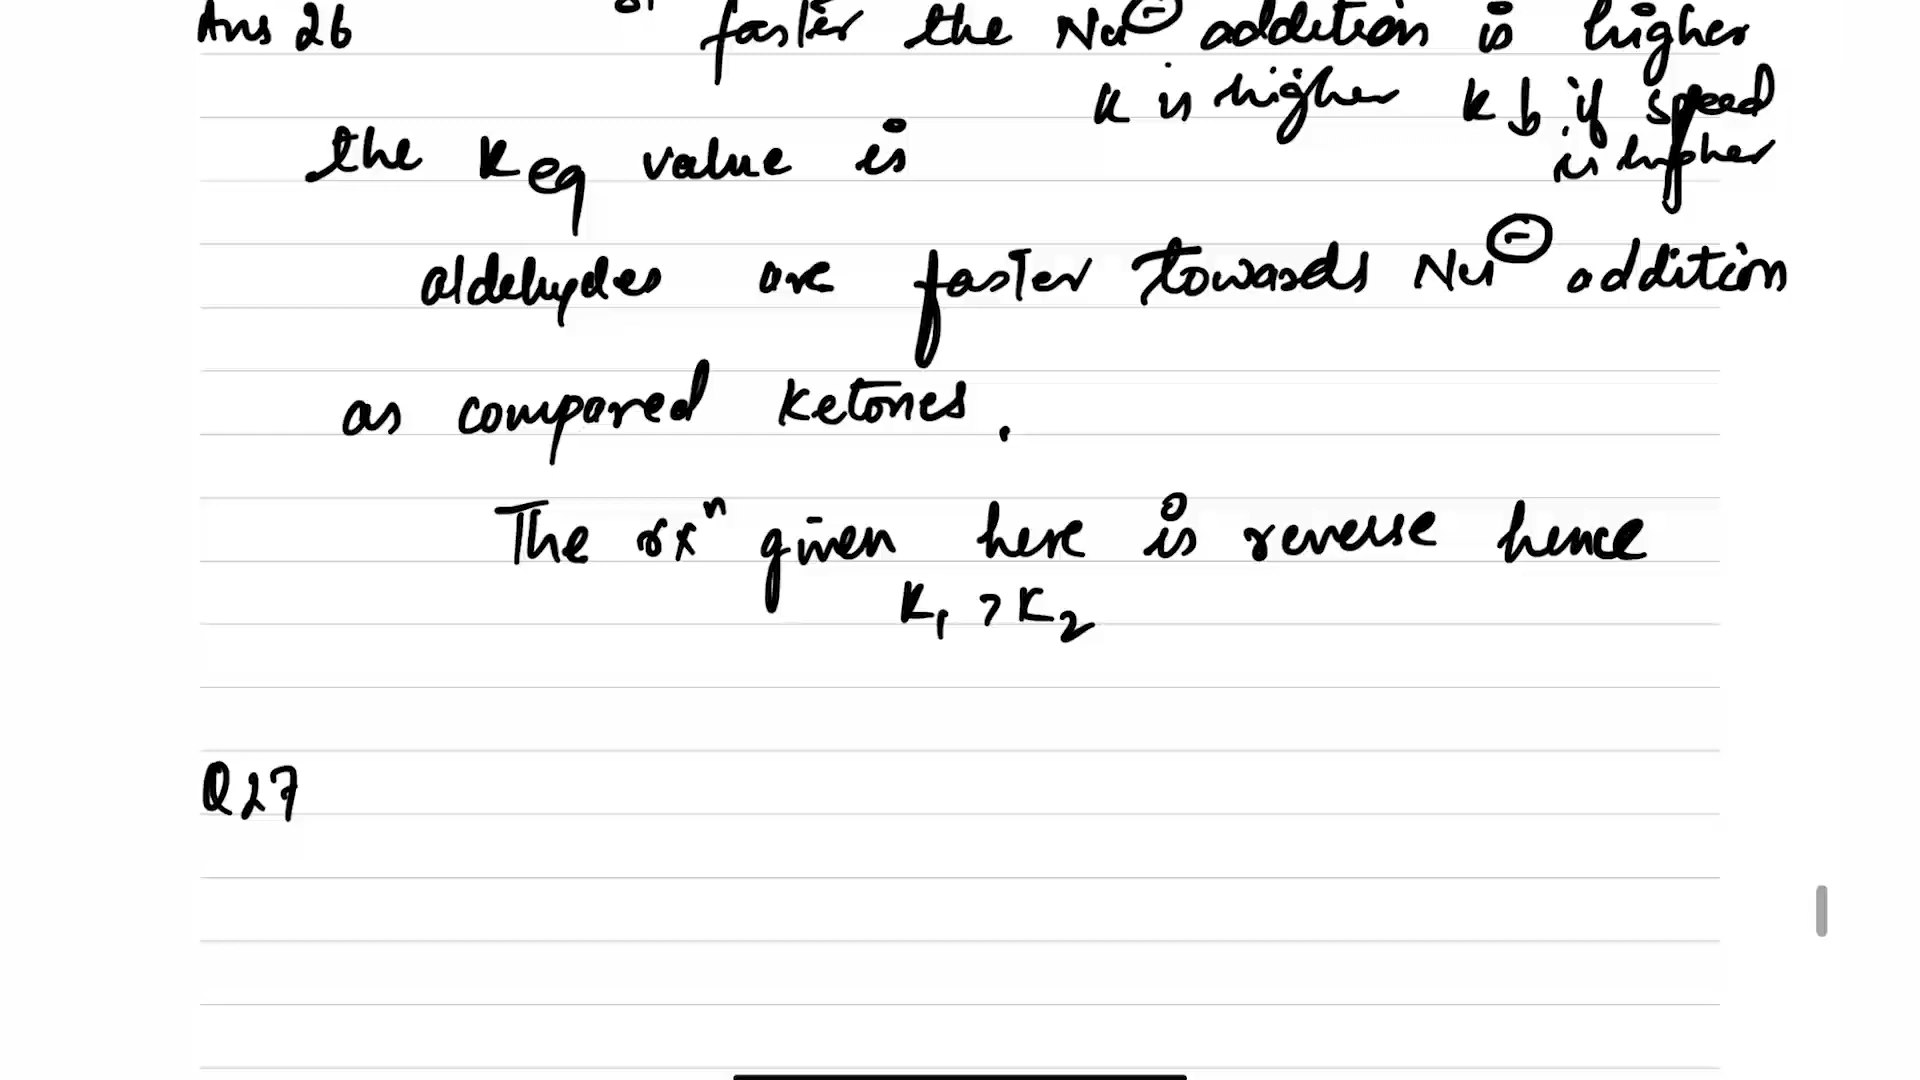 Ans 26 faster the Nu⊖ addition is higher
K is higher K b if speed
is higher
the Keq value is
aldehydes are faster towards Nu⊖ addition
as compared ketones.
The rxⁿ given here is reverse hence
K₁ > K₂
Q27